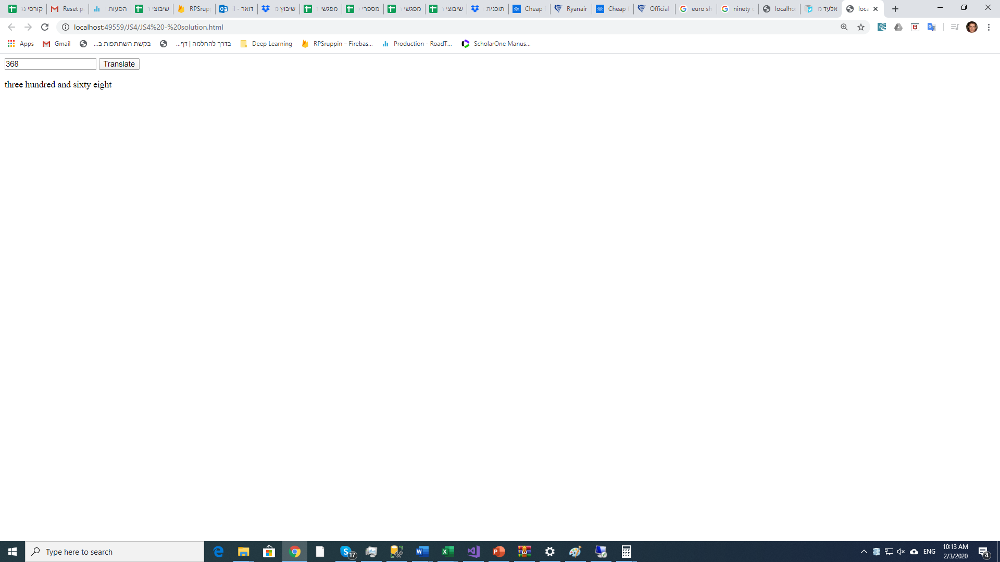 קורסי
Reset
הסעות
שיבוצי
RPSrup
דואר - il
שיבוץ מ
מפגשי
מספרי
מפגשי
שיבוצי
תוכנית
Cheap
Ryanair
Cheap
Official
euro sh
ninety
localho
אלעד מ
loca
localhost:49559/JS4/JS4%20-%20solution.html
Apps
Gmail
בקשת השתתפות ב...
בדרך להחלמה | דף...
Deep Learning
RPSruppin – Firebas...
Production - RoadT...
ScholarOne Manus...
368
Translate
three hundred and sixty eight
Type here to search
17
ENG
10:13 AM
2/3/2020
4